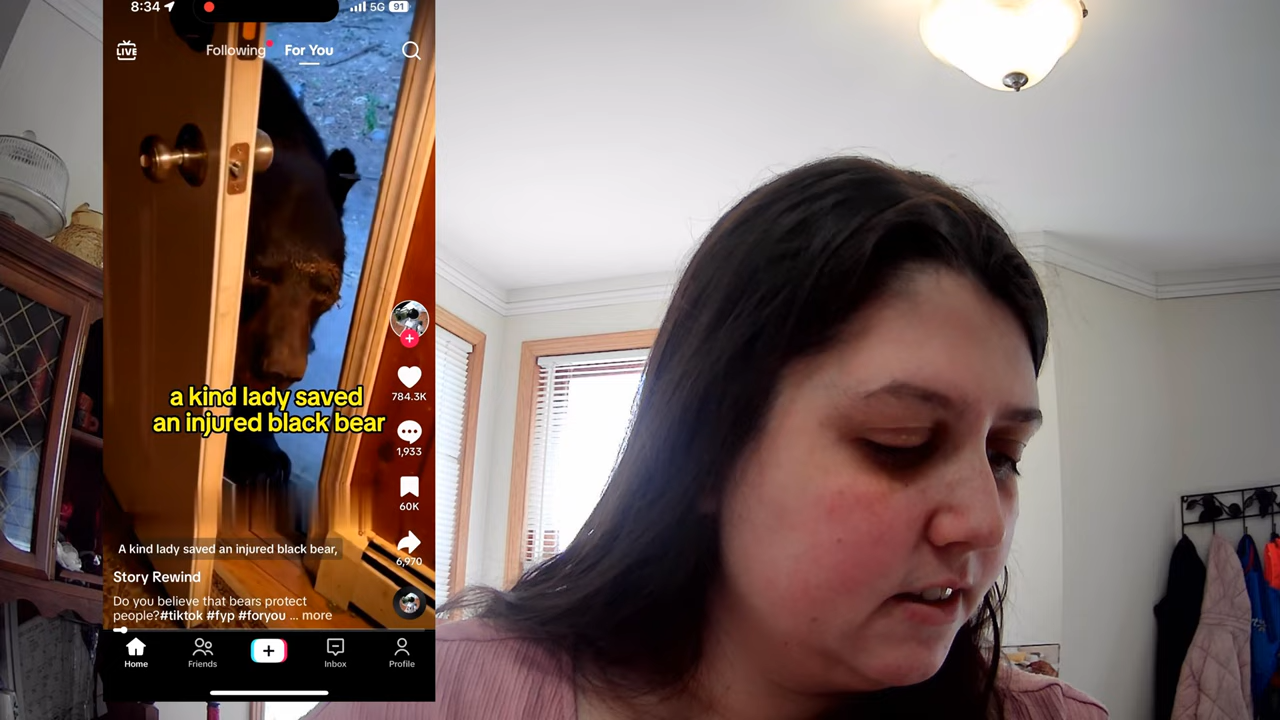 8:34
5G 91
LIVE
Following
For You
a kind lady saved
an injured black bear
784.3K
1,933
60K
6,970
A kind lady saved an injured black bear,
Story Rewind
Do you believe that bears protect
people?#tiktok #fyp #foryou ... more
Home
Friends
Inbox
Profile